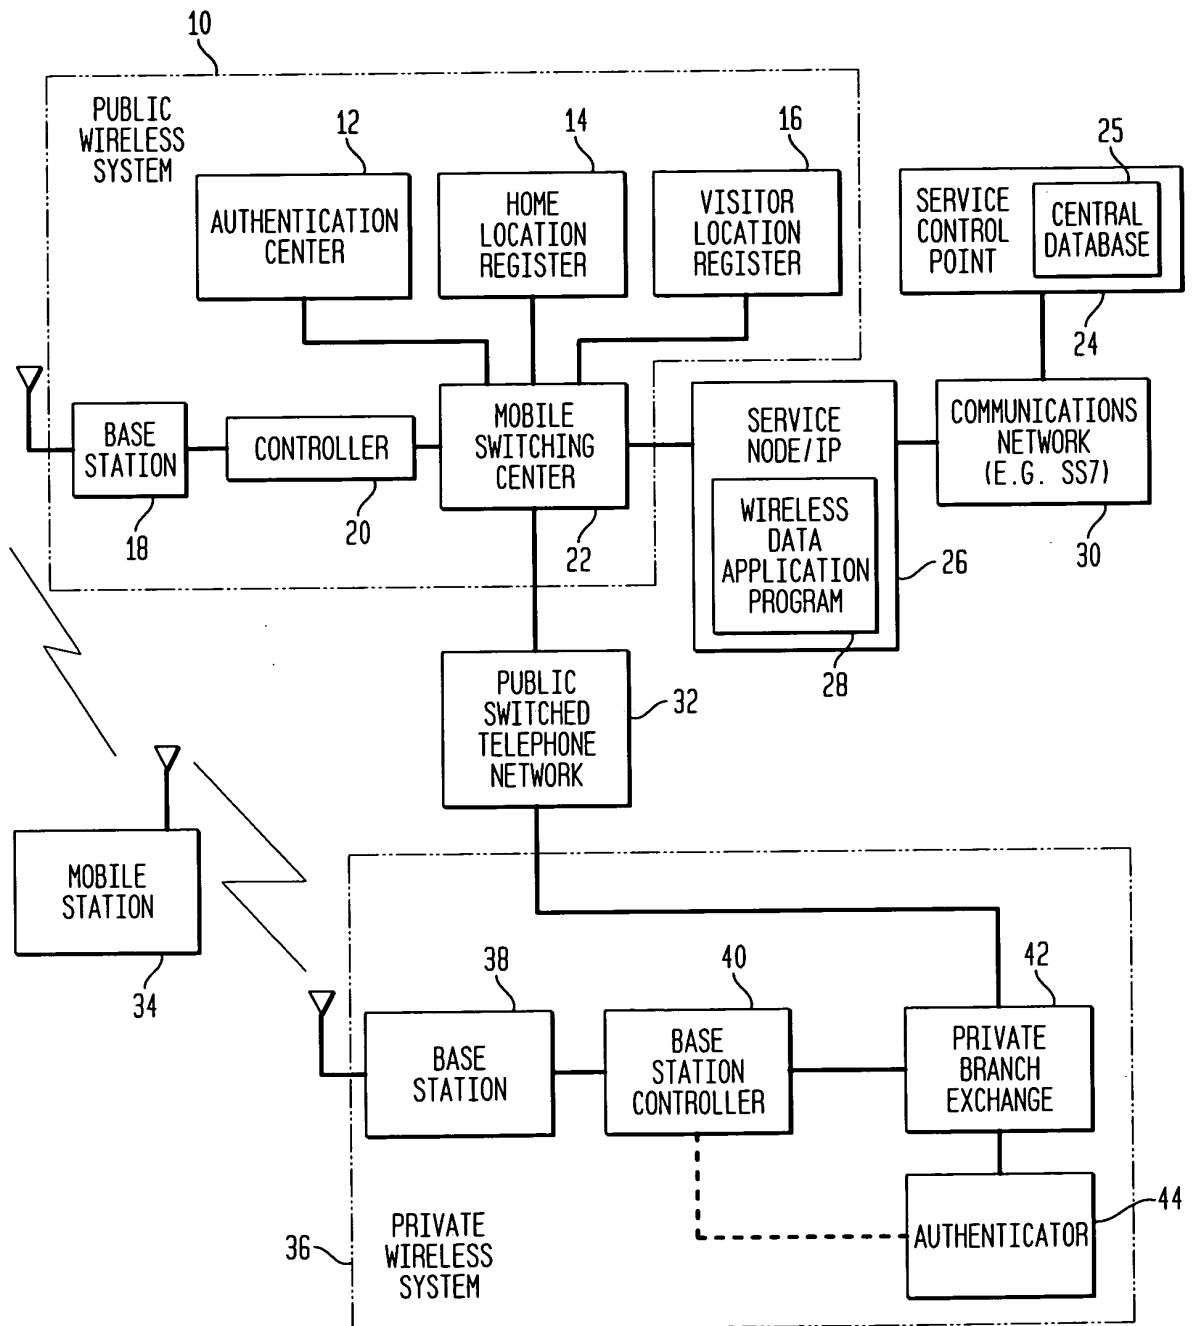 10
PUBLIC
WIRELESS
SYSTEM
12
AUTHENTICATION
CENTER
14
HOME
LOCATION
REGISTER
16
VISITOR
LOCATION
REGISTER
SERVICE
CONTROL
POINT
25
CENTRAL
DATABASE
24
BASE
STATION
18
CONTROLLER
20
MOBILE
SWITCHING
CENTER
22
SERVICE
NODE/IP
WIRELESS
DATA
APPLICATION
PROGRAM
28
26
COMMUNICATIONS
NETWORK
(E.G. SS7)
30
PUBLIC
SWITCHED
TELEPHONE
NETWORK
32
MOBILE
STATION
34
38
BASE
STATION
40
BASE
STATION
CONTROLLER
42
PRIVATE
BRANCH
EXCHANGE
AUTHENTICATOR
44
36
PRIVATE
WIRELESS
SYSTEM